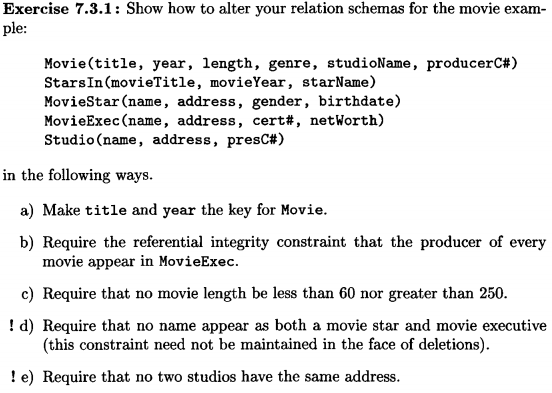 Exercise 7.3.1: Show how to alter your relation schemas for the movie exam-
ple:
Movie(title, year, length, genre, studioName, producerC#)
StarsIn(movieTitle, movieYear, starName)
MovieStar(name, address, gender, birthdate)
MovieExec(name, address, cert#, netWorth)
Studio(name, address, presC#)
in the following ways.
a) Make title and year the key for Movie.
b) Require the referential integrity constraint that the producer of every
movie appear in MovieExec.
c) Require that no movie length be less than 60 nor greater than 250.
! d) Require that no name appear as both a movie star and movie executive
(this constraint need not be maintained in the face of deletions).
! e) Require that no two studios have the same address.